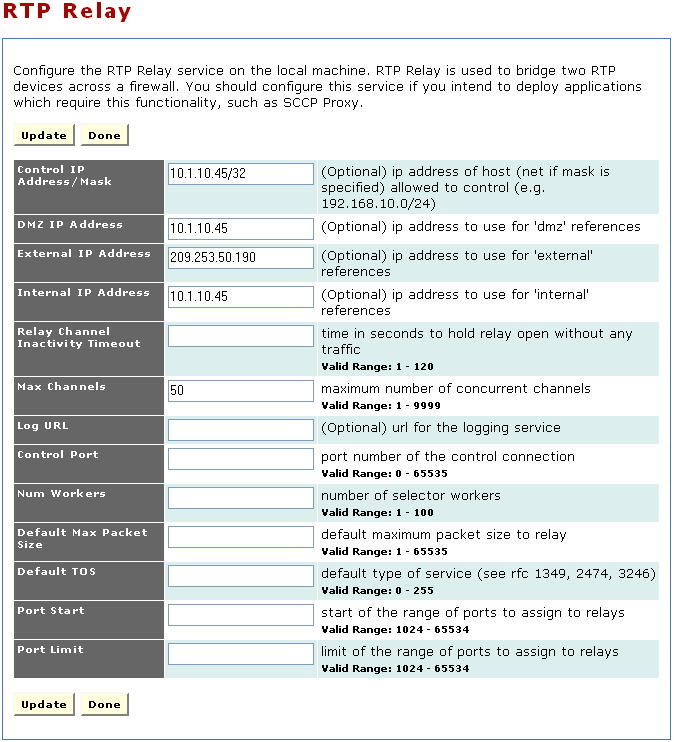 RTP Relay
Configure the RTP Relay service on the local machine. RTP Relay is used to bridge two RTP
devices across a firewall. You should configure this service if you intend to deploy applications
which require this functionality, such as SCCP Proxy.
Update Done
Control IP
Address/Mask
10.1.10.45/32
(Optional) ip address of host (net if mask is
specified) allowed to control (e.g.
192.168.10.0/24)
DMZ IP Address
10.1.10.45
(Optional) ip address to use for 'dmz' references
External IP Address
209.253.50.190
(Optional) ip address to use for 'external'
references
Internal IP Address
10.1.10.45
(Optional) ip address to use for 'internal'
references
Relay Channel
Inactivity Timeout
time in seconds to hold relay open without any
traffic
Valid Range: 1 - 120
Max Channels
50
maximum number of concurrent channels
Valid Range: 1 - 9999
Log URL
(Optional) url for the logging service
Control Port
port number of the control connection
Valid Range: 0 - 65535
Num Workers
number of selector workers
Valid Range: 1 - 100
Default Max Packet
Size
default maximum packet size to relay
Valid Range: 1 - 65535
Default TOS
default type of service (see rfc 1349, 2474, 3246)
Valid Range: 0 - 255
Port Start
start of the range of ports to assign to relays
Valid Range: 1024 - 65534
Port Limit
limit of the range of ports to assign to relays
Valid Range: 1024 - 65534
Update Done